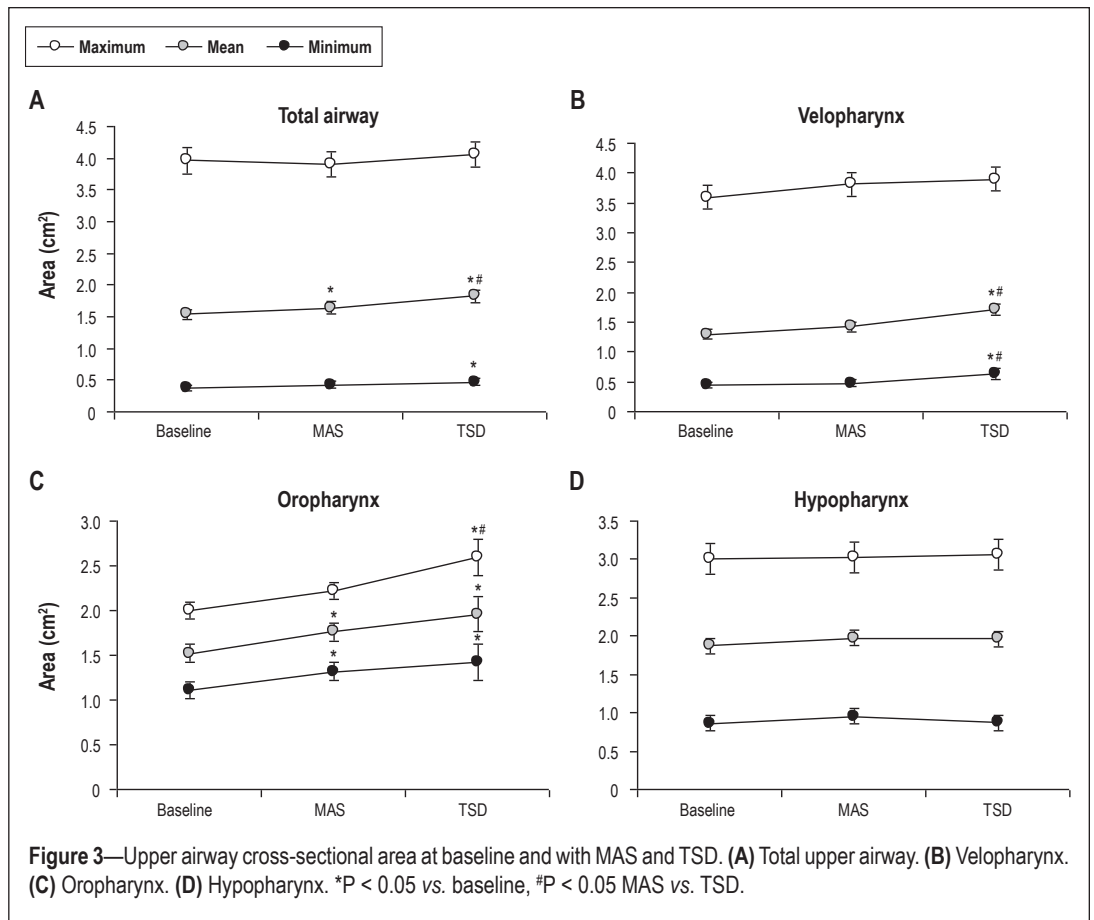 Maximum Mean Minimum
A
Total airway
4.5
4.0
3.5
3.0
2.5
2.0
1.5
1.0
0.5
0
Area (cm²)
*
*#
*
Baseline MAS TSD
B
Velopharynx
4.5
4.0
3.5
3.0
2.5
2.0
1.5
1.0
0.5
0
*#
*#
Baseline MAS TSD
C
Oropharynx
3.0
2.5
2.0
1.5
1.0
0.5
0
Area (cm²)
*#
*
*
*
*
Baseline MAS TSD
D
Hypopharynx
3.5
3.0
2.5
2.0
1.5
1.0
0.5
0
Baseline MAS TSD
Figure 3—Upper airway cross-sectional area at baseline and with MAS and TSD. (A) Total upper airway. (B) Velopharynx.
(C) Oropharynx. (D) Hypopharynx. *P < 0.05 vs. baseline, #P < 0.05 MAS vs. TSD.